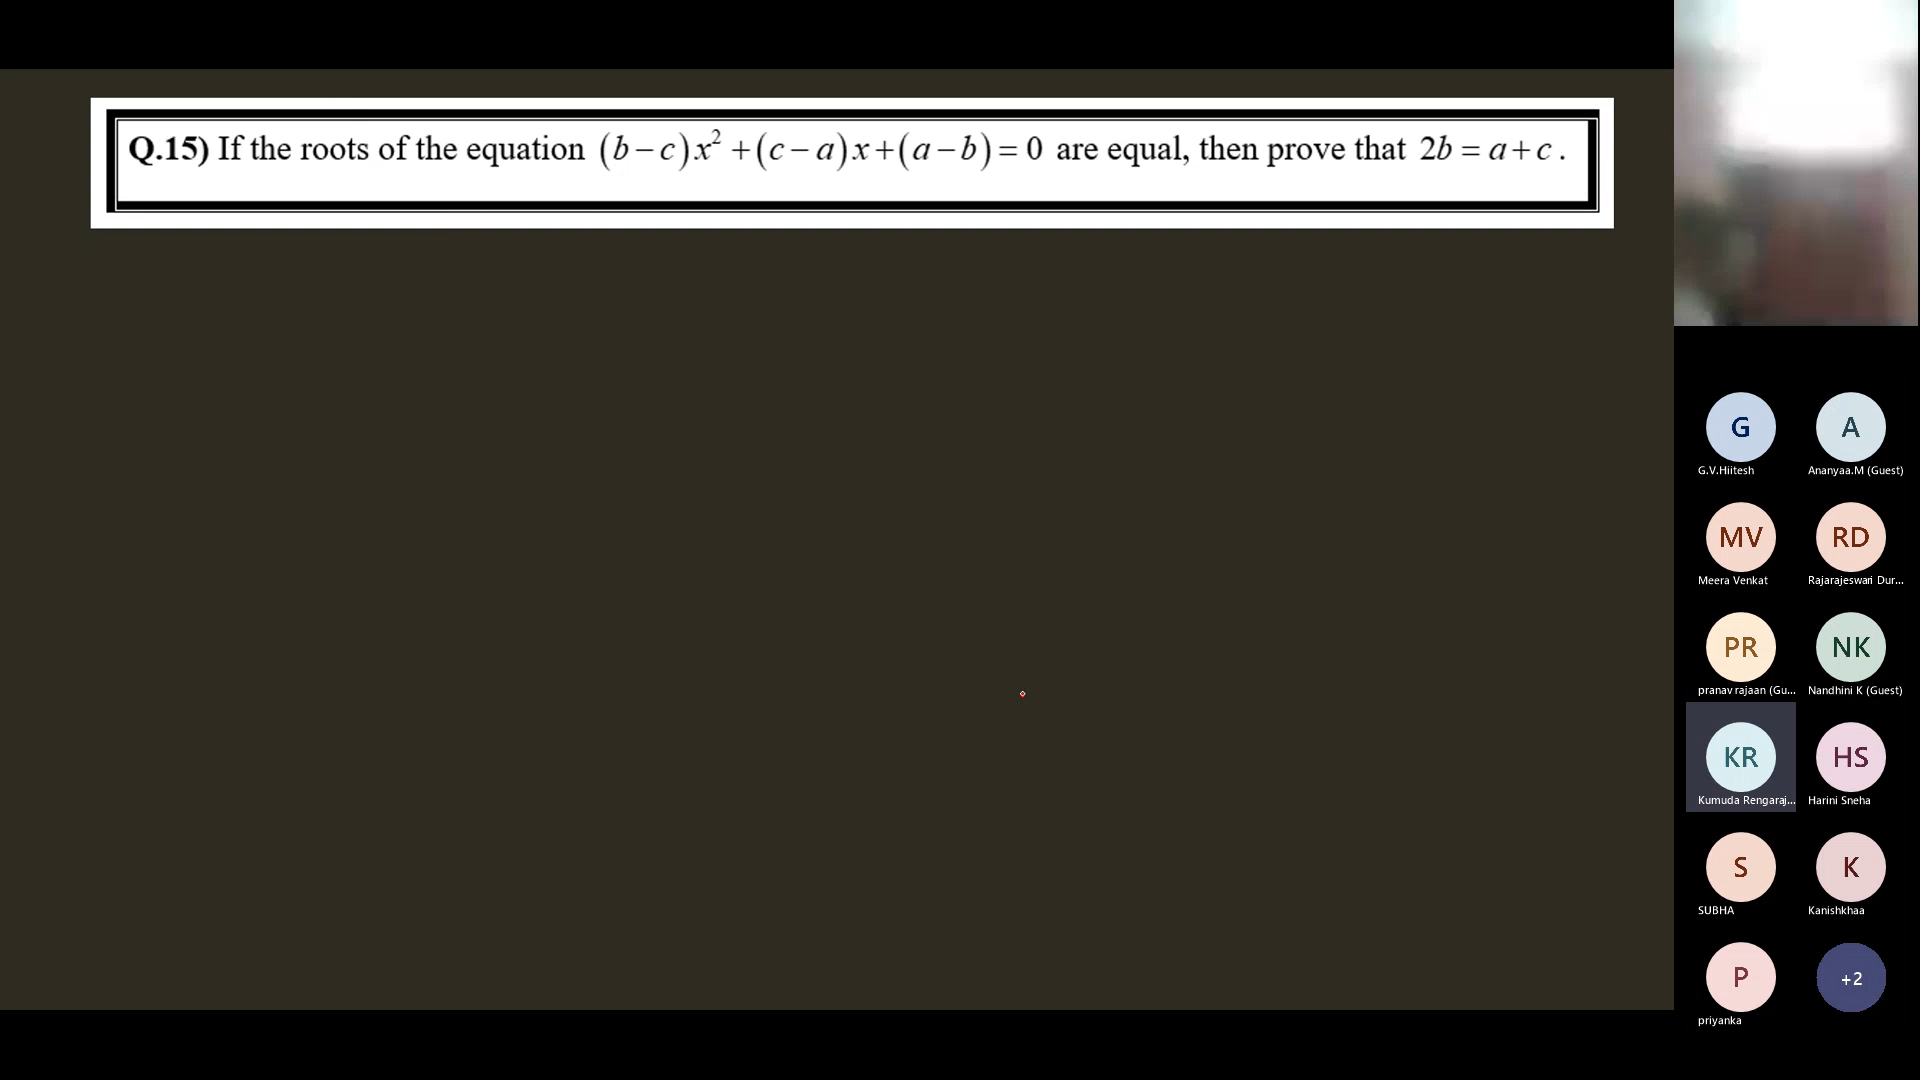 Q.15) If the roots of the equation (b−c)x²+(c−a)x+(a−b)=0 are equal, then prove that 2b=a+c.
G
A
G.V.Hiitesh
Ananyaa.M (Guest)
MV
RD
Meera Venkat
Rajarajeswari Dur...
PR
NK
pranav rajaan (Gu...
Nandhini K (Guest)
KR
HS
Kumuda Rengaraj...
Harini Sneha
S
K
SUBHA
Kanishkhaa
P
+2
priyanka